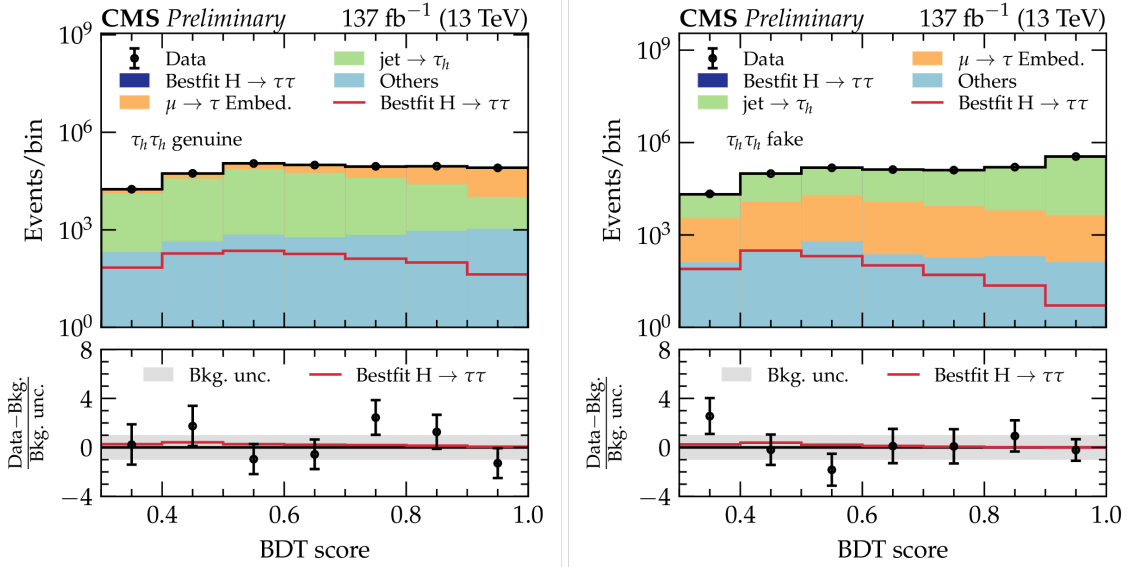 CMS Preliminary 137 fb⁻¹ (13 TeV)
10⁹
10⁶
10³
10⁰
Events/bin
Data
Bestfit H → ττ
μ → τ Embed.
jet → τₕ
Others
Bestfit H → ττ
τₕτₕ genuine
8
4
0
−4
Data−Bkg.
Bkg. unc.
Bkg. unc.
Bestfit H → ττ
0.4 0.6 0.8 1.0
BDT score
CMS Preliminary 137 fb⁻¹ (13 TeV)
10⁹
10⁶
10³
10⁰
Events/bin
Data
Bestfit H → ττ
jet → τₕ
μ → τ Embed.
Others
Bestfit H → ττ
τₕτₕ fake
8
4
0
−4
Data−Bkg.
Bkg. unc.
Bkg. unc.
Bestfit H → ττ
0.4 0.6 0.8 1.0
BDT score